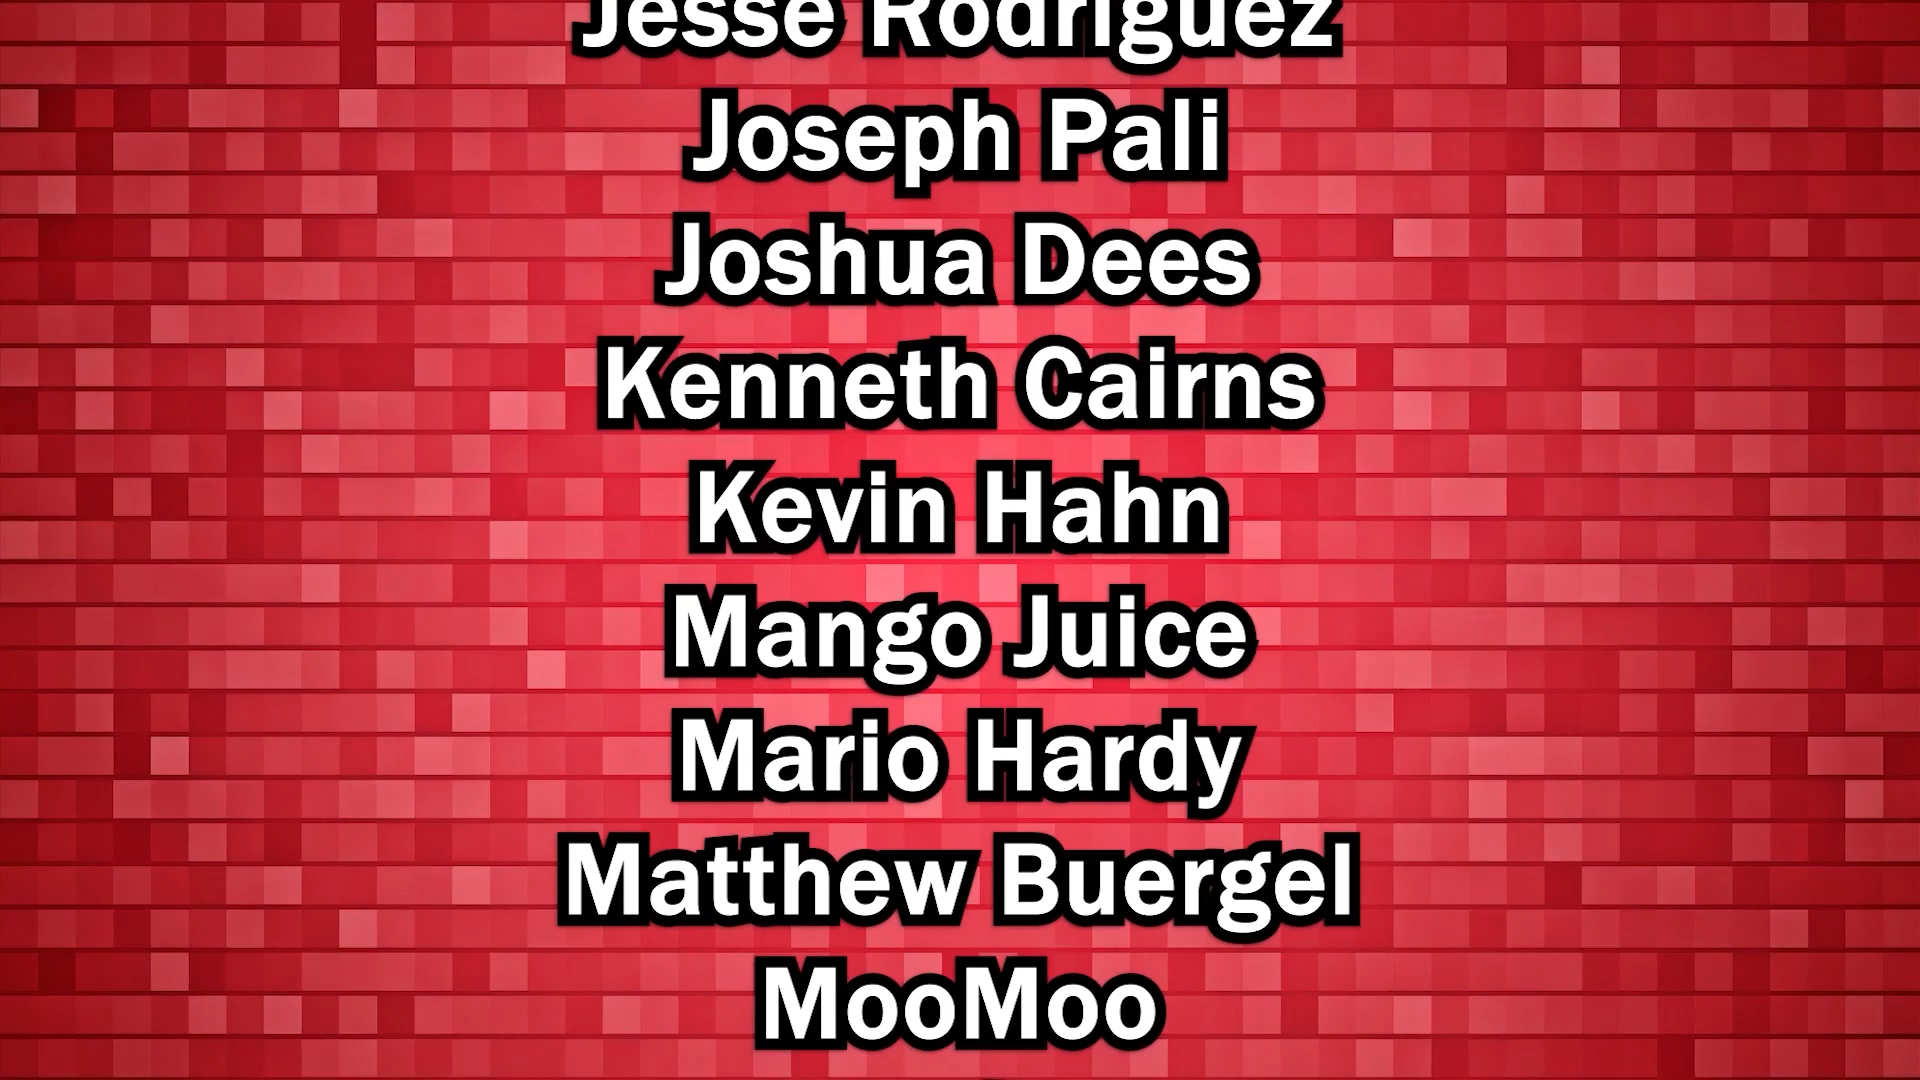 Jesse Rodriguez
Joseph Pali
Joshua Dees
Kenneth Cairns
Kevin Hahn
Mango Juice
Mario Hardy
Matthew Buergel
MooMoo